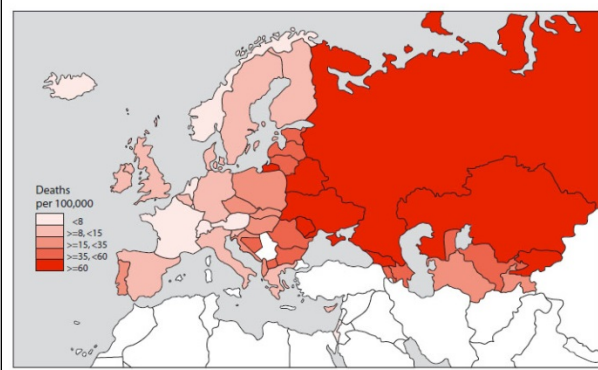 Deaths
per 100,000
<8
>=8, <15
>=15, <35
>=35, <60
>=60